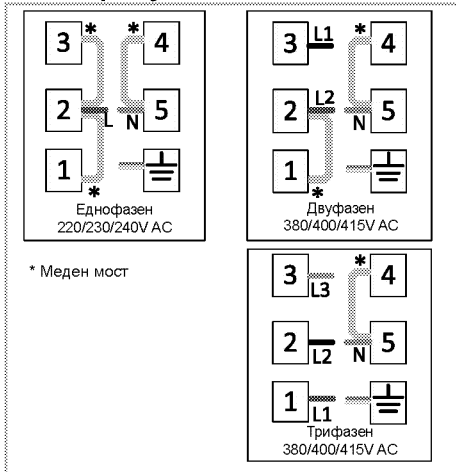 3 * * 4
2 L N 5
1 *
Еднофазен
220/230/240V AC
3 L1 * 4
2 L2 N 5
1 *
Двуфазен
380/400/415V AC
* Меден мост
3 L3 * 4
2 L2 N 5
1 L1
Трифазен
380/400/415V AC